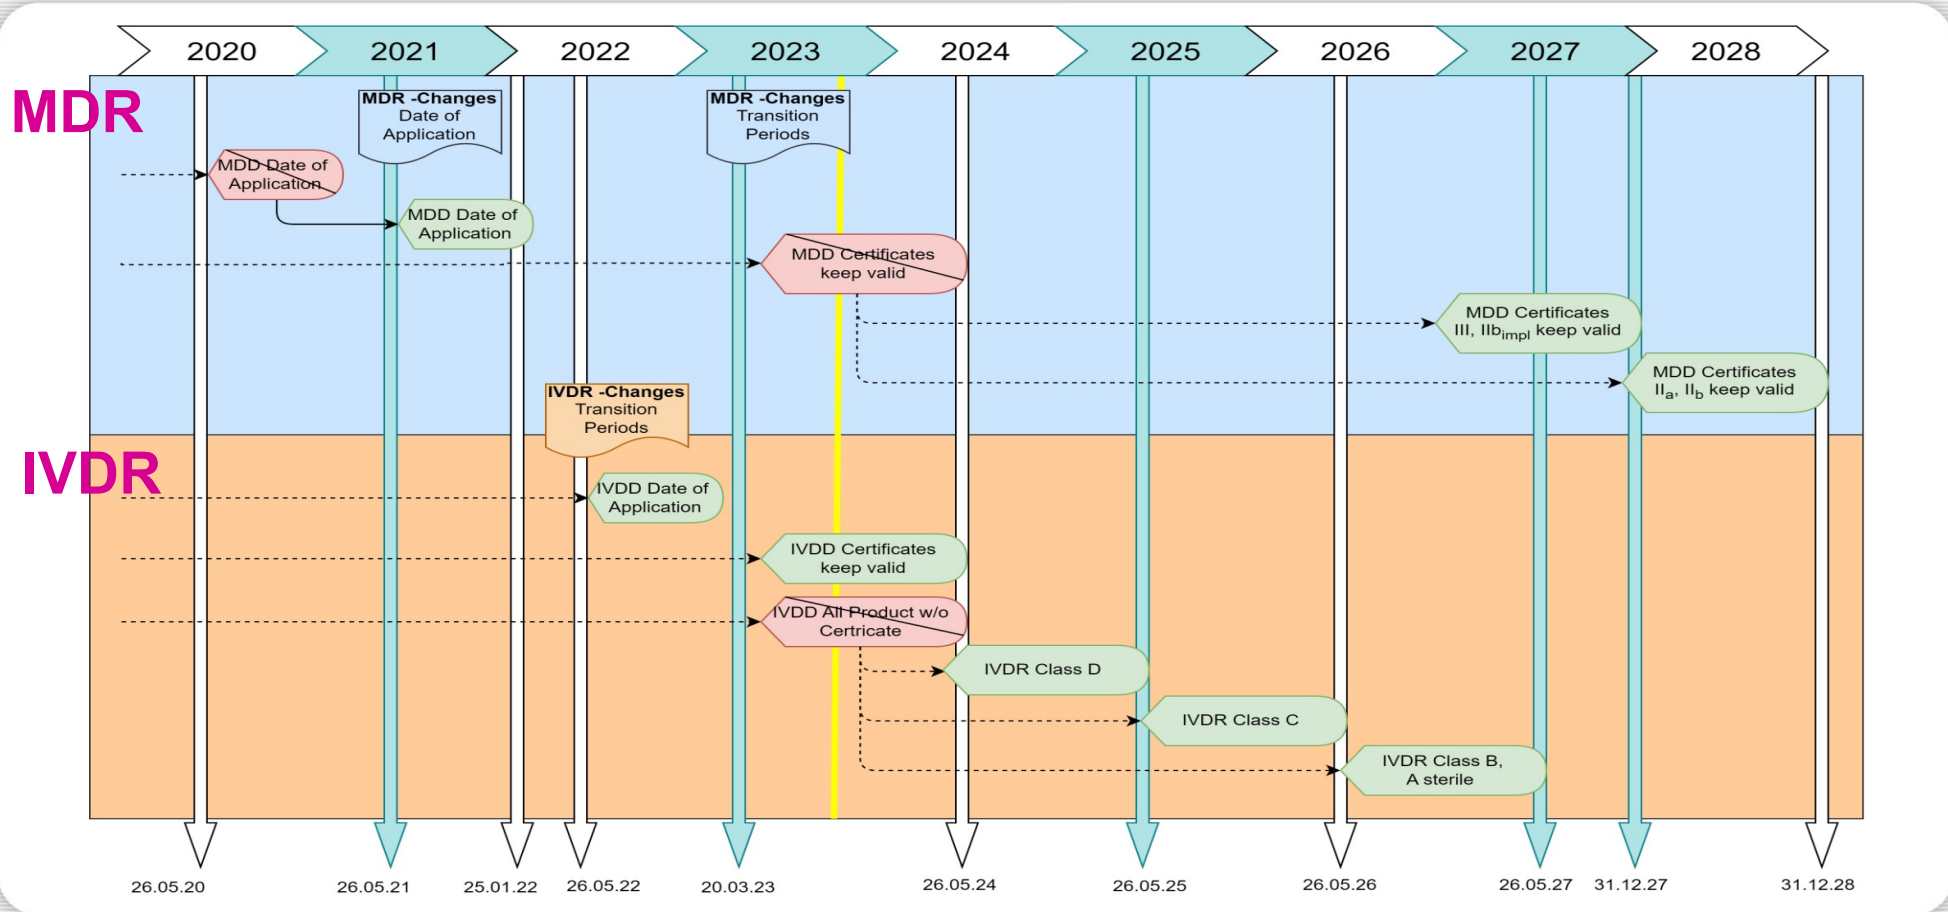 2020 2021 2022 2023 2024 2025 2026 2027 2028
MDR
MDR -Changes
Date of
Application
MDR -Changes
Transition
Periods
MDD Date of
Application
MDD Date of
Application
MDD Certificates
keep valid
MDD Certificates
III, IIbimpl keep valid
MDD Certificates
IIa, IIb keep valid
IVDR -Changes
Transition
Periods
IVDR
IVDD Date of
Application
IVDD Certificates
keep valid
IVDD All Product w/o
Certricate
IVDR Class D
IVDR Class C
IVDR Class B,
A sterile
26.05.20 26.05.21 25.01.22 26.05.22 20.03.23 26.05.24 26.05.25 26.05.26 26.05.27 31.12.27 31.12.28